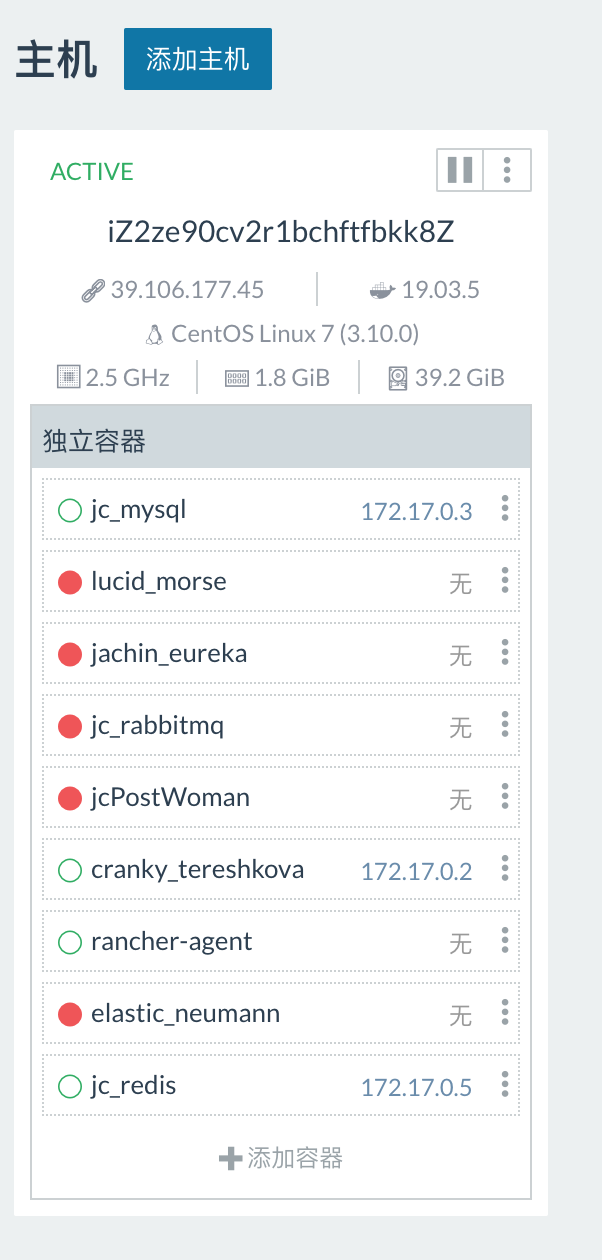 主机 添加主机
ACTIVE
iZ2ze90cv2r1bchftfbkk8Z
39.106.177.45 19.03.5
CentOS Linux 7 (3.10.0)
2.5 GHz 1.8 GiB 39.2 GiB
独立容器
jc_mysql 172.17.0.3
lucid_morse 无
jachin_eureka 无
jc_rabbitmq 无
jcPostWoman 无
cranky_tereshkova 172.17.0.2
rancher-agent 无
elastic_neumann 无
jc_redis 172.17.0.5
添加容器